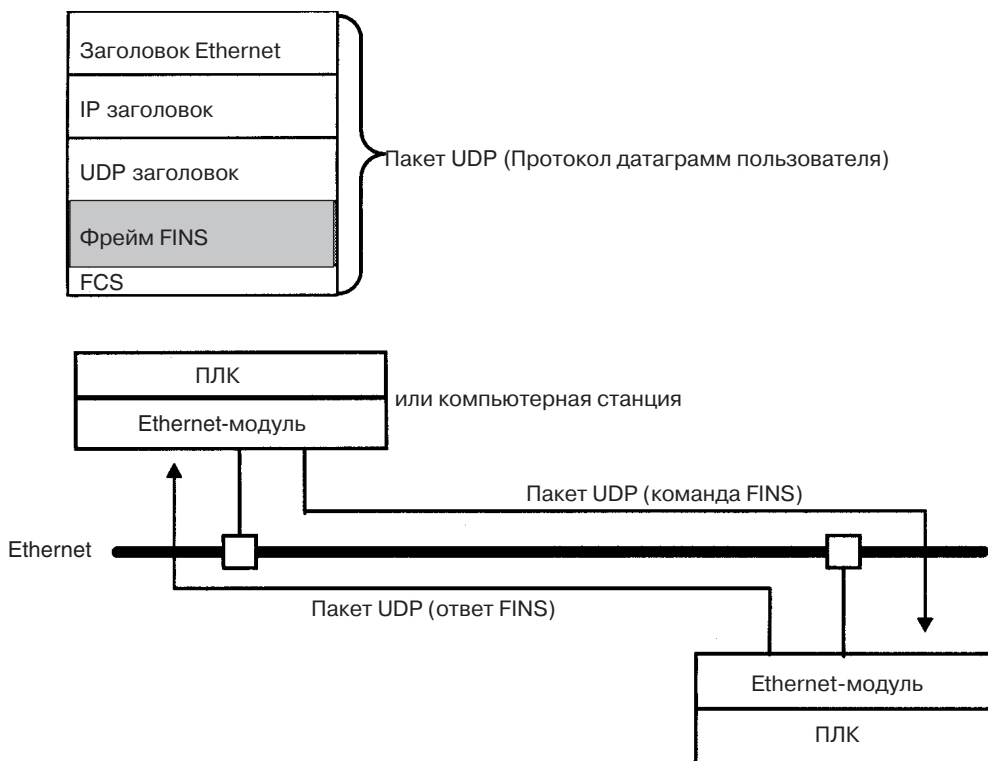 Заголовок Ethernet
IP заголовок
UDP заголовок
Фрейм FINS
FCS
Пакет UDP (Протокол датаграмм пользователя)
ПЛК
Ethernet-модуль
или компьютерная станция
Пакет UDP (команда FINS)
Ethernet
Пакет UDP (ответ FINS)
Ethernet-модуль
ПЛК